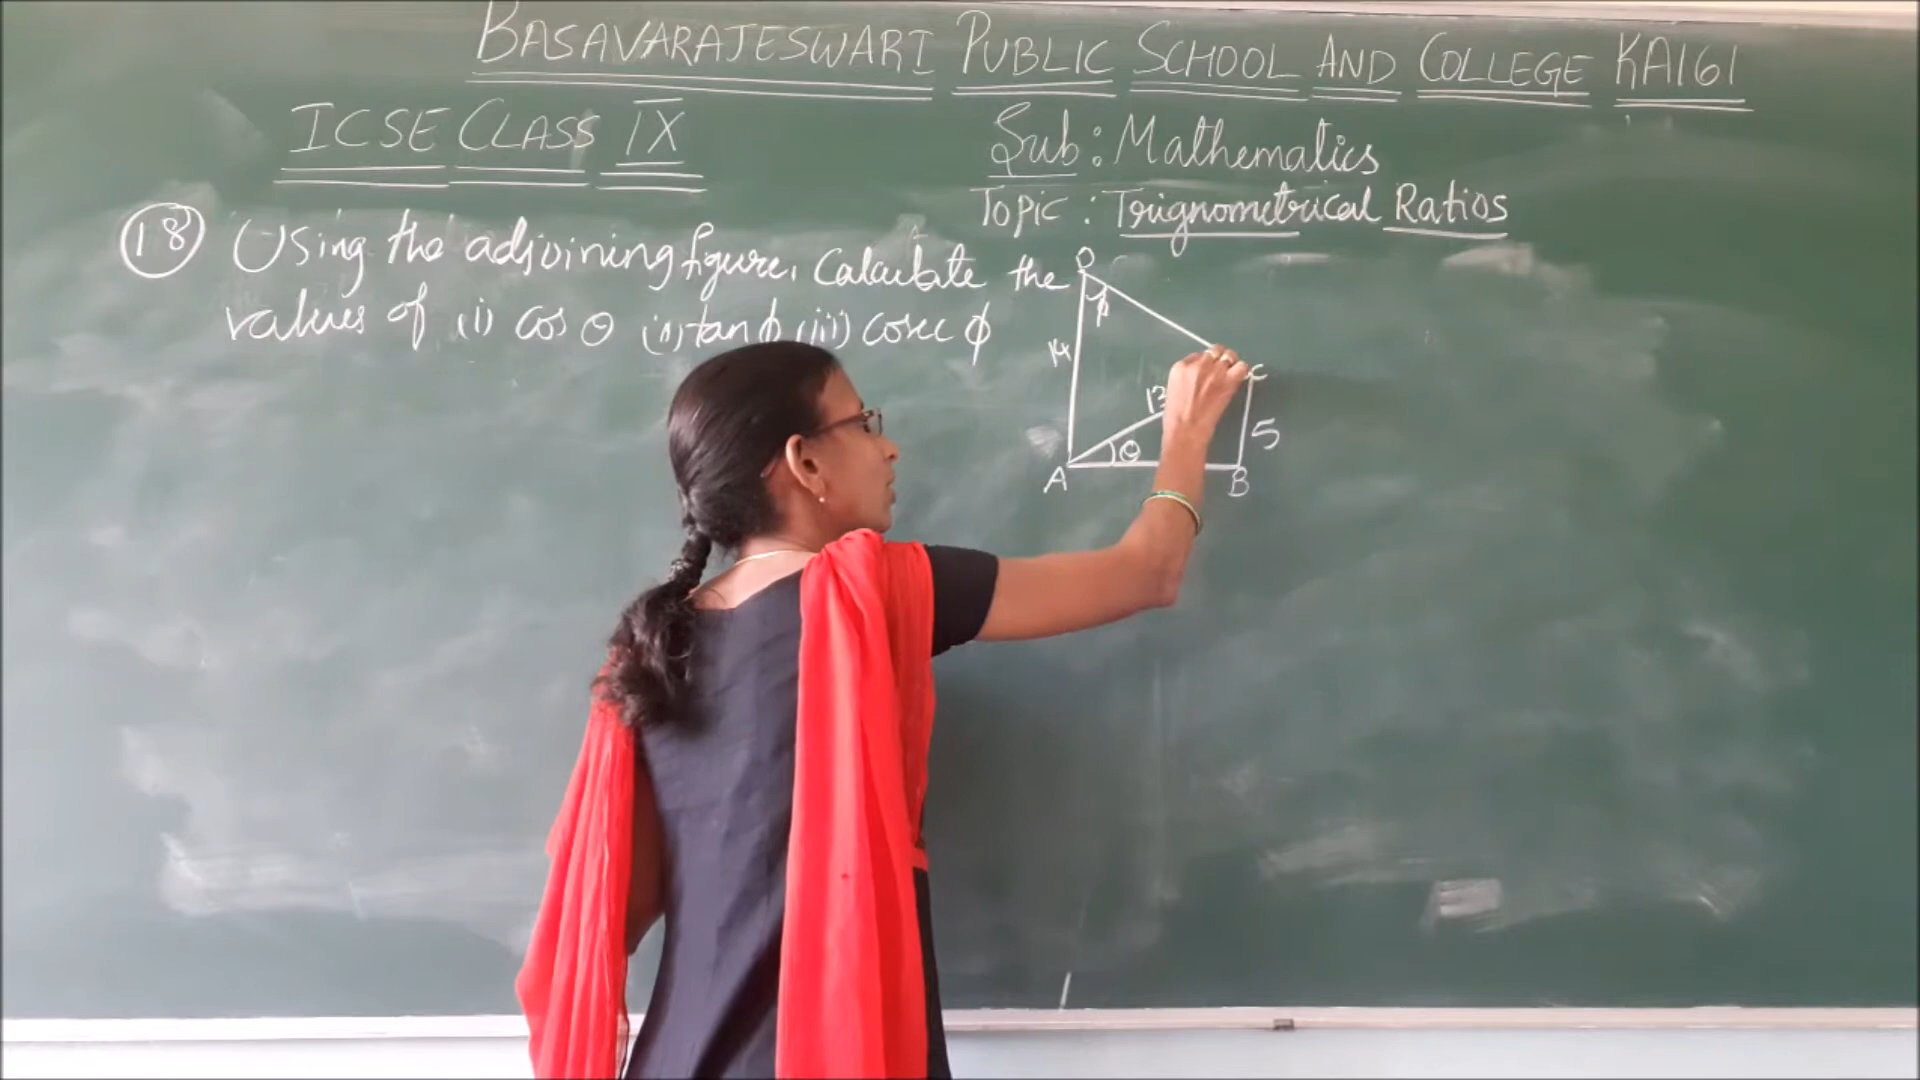 BASAVARAJESWARI PUBLIC SCHOOL AND COLLEGE KA161
ICSE CLASS IX
Sub: Mathematics
Topic: Trignometrical Ratios
18 Using the adjoining figure, Calculate the
values of (i) cos θ (ii) tan ϕ (iii) cosec ϕ
D
14
13
C
5
θ
A
B